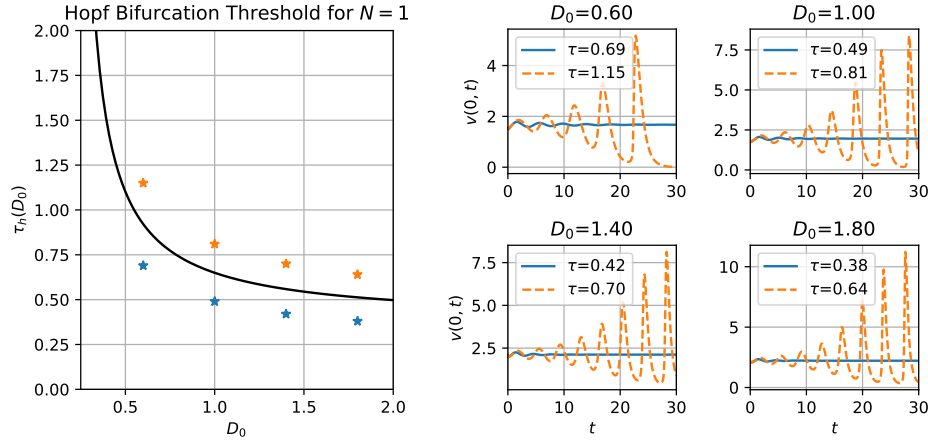 Hopf Bifurcation Threshold for N = 1
2.00
1.75
1.50
1.25
1.00
0.75
0.50
0.25
0.00
τh(D0)
0.5
1.0
1.5
2.0
D0
D0=0.60
τ=0.69
τ=1.15
4
2
0
v(0, t)
0
10
20
30
D0=1.00
τ=0.49
τ=0.81
7.5
5.0
2.5
0.0
0
10
20
30
D0=1.40
τ=0.42
τ=0.70
7.5
5.0
2.5
v(0, t)
0
10
20
30
t
D0=1.80
τ=0.38
τ=0.64
10
5
0
0
10
20
30
t